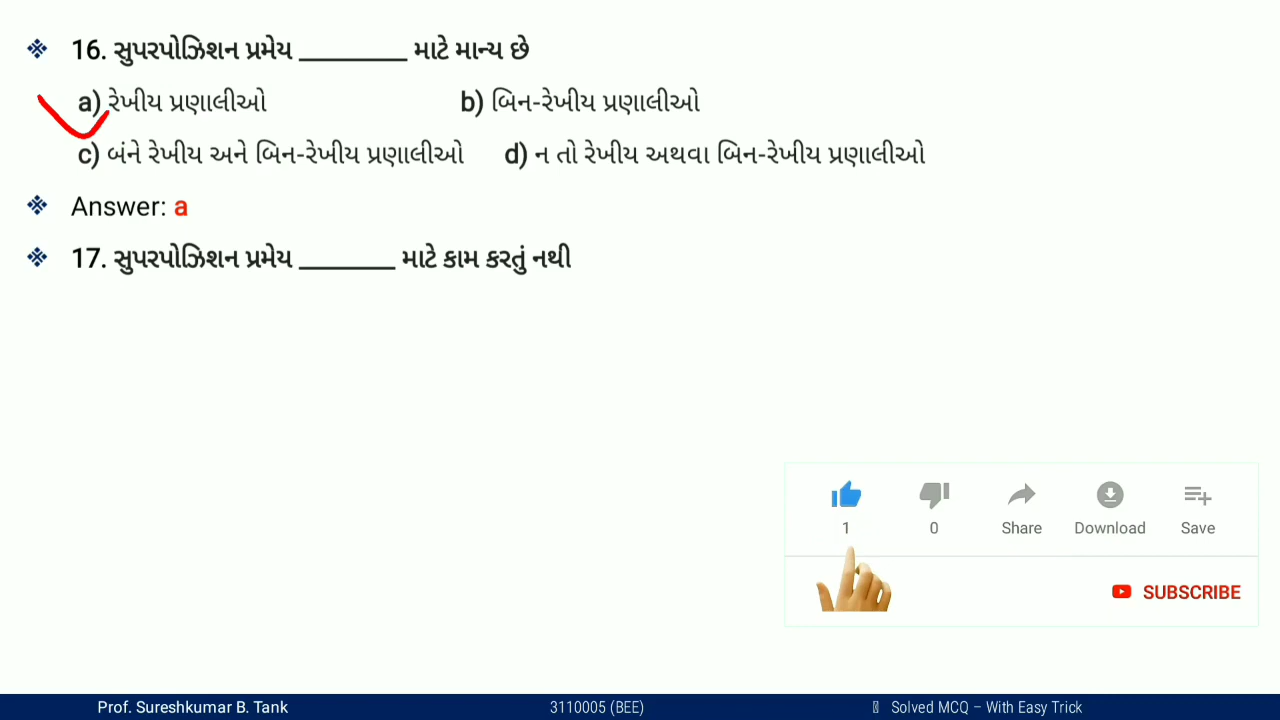 ❖ 16. સુપરપોઝિશન પ્રમેય ________ માટે માન્ય છે
a) રેખીય પ્રણાલીઓ b) બિન-રેખીય પ્રણાલીઓ
c) બંને રેખીય અને બિન-રેખીય પ્રણાલીઓ d) ન તો રેખીય અથવા બિન-રેખીય પ્રણાલીઓ
❖ Answer: a
❖ 17. સુપરપોઝિશન પ્રમેય _______ માટે કામ કરતું નથી
1 0 Share Download Save
SUBSCRIBE
Prof. Sureshkumar B. Tank 3110005 (BEE) Solved MCQ – With Easy Trick